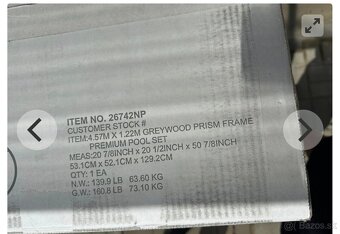 ITEM NO. 26742NP
CUSTOMER STOCK #
ITEM:4.57M X 1.22M GREYWOOD PRISM FRAME
PREMIUM POOL SET
MEAS:20 7/8INCH X 20 1/2INCH X 50 7/8INCH
53.1CM X 52.1CM X 129.2CM
QTY: 1 EA
N.W.: 139.9 LB 63.60 KG
G.W.: 160.8 LB 73.10 KG
Bazos.sk